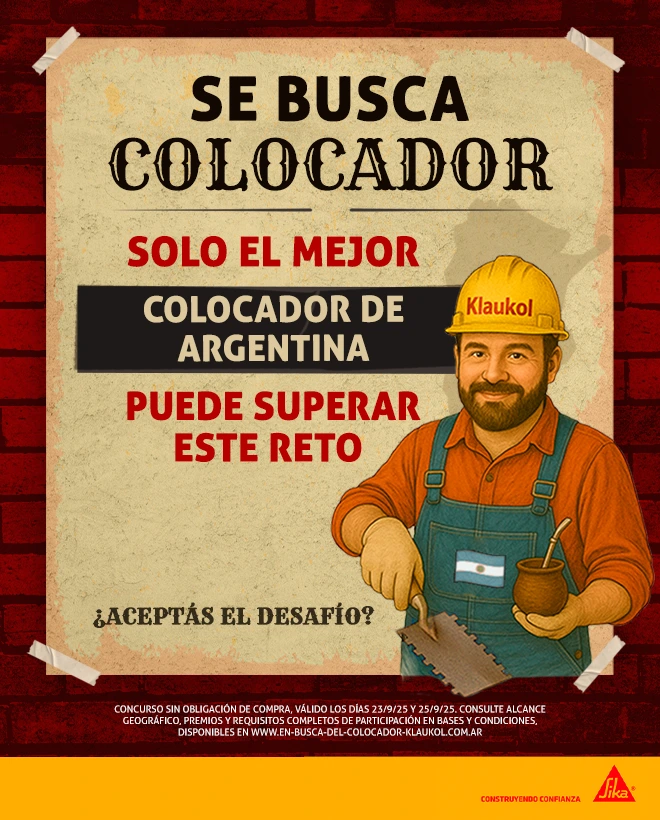 SE BUSCA
COLOCADOR
SOLO EL MEJOR
COLOCADOR DE
ARGENTINA
PUEDE SUPERAR
ESTE RETO
Klaukol
¿ACEPTÁS EL DESAFÍO?
CONCURSO SIN OBLIGACIÓN DE COMPRA, VÁLIDO LOS DÍAS 23/9/25 Y 25/9/25. CONSULTE ALCANCE
GEOGRÁFICO, PREMIOS Y REQUISITOS COMPLETOS DE PARTICIPACIÓN EN BASES Y CONDICIONES,
DISPONIBLES EN WWW.EN-BUSCA-DEL-COLOCADOR-KLAUKOL.COM.AR
CONSTRUYENDO CONFIANZA
Sika®